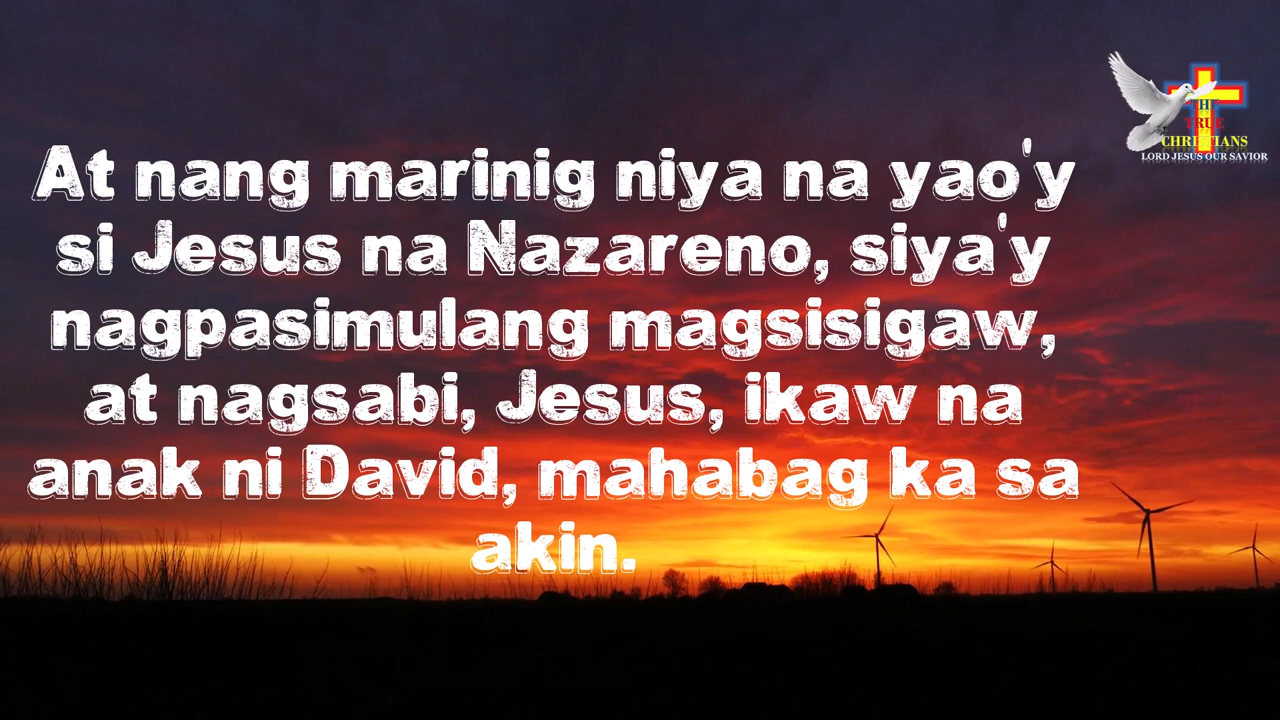 THE
TRUE
CHRISTIANS
LORD JESUS OUR SAVIOR
At nang marinig niya na yao'y
si Jesus na Nazareno, siya'y
nagpasimulang magsisigaw,
at nagsabi, Jesus, ikaw na
anak ni David, mahabag ka sa
akin.